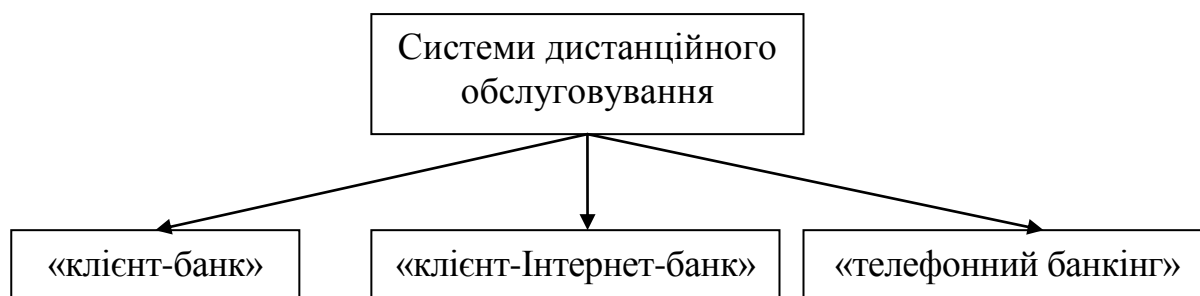 Системи дистанційного
обслуговування
«клієнт-банк»
«клієнт-Інтернет-банк»
«телефонний банкінг»